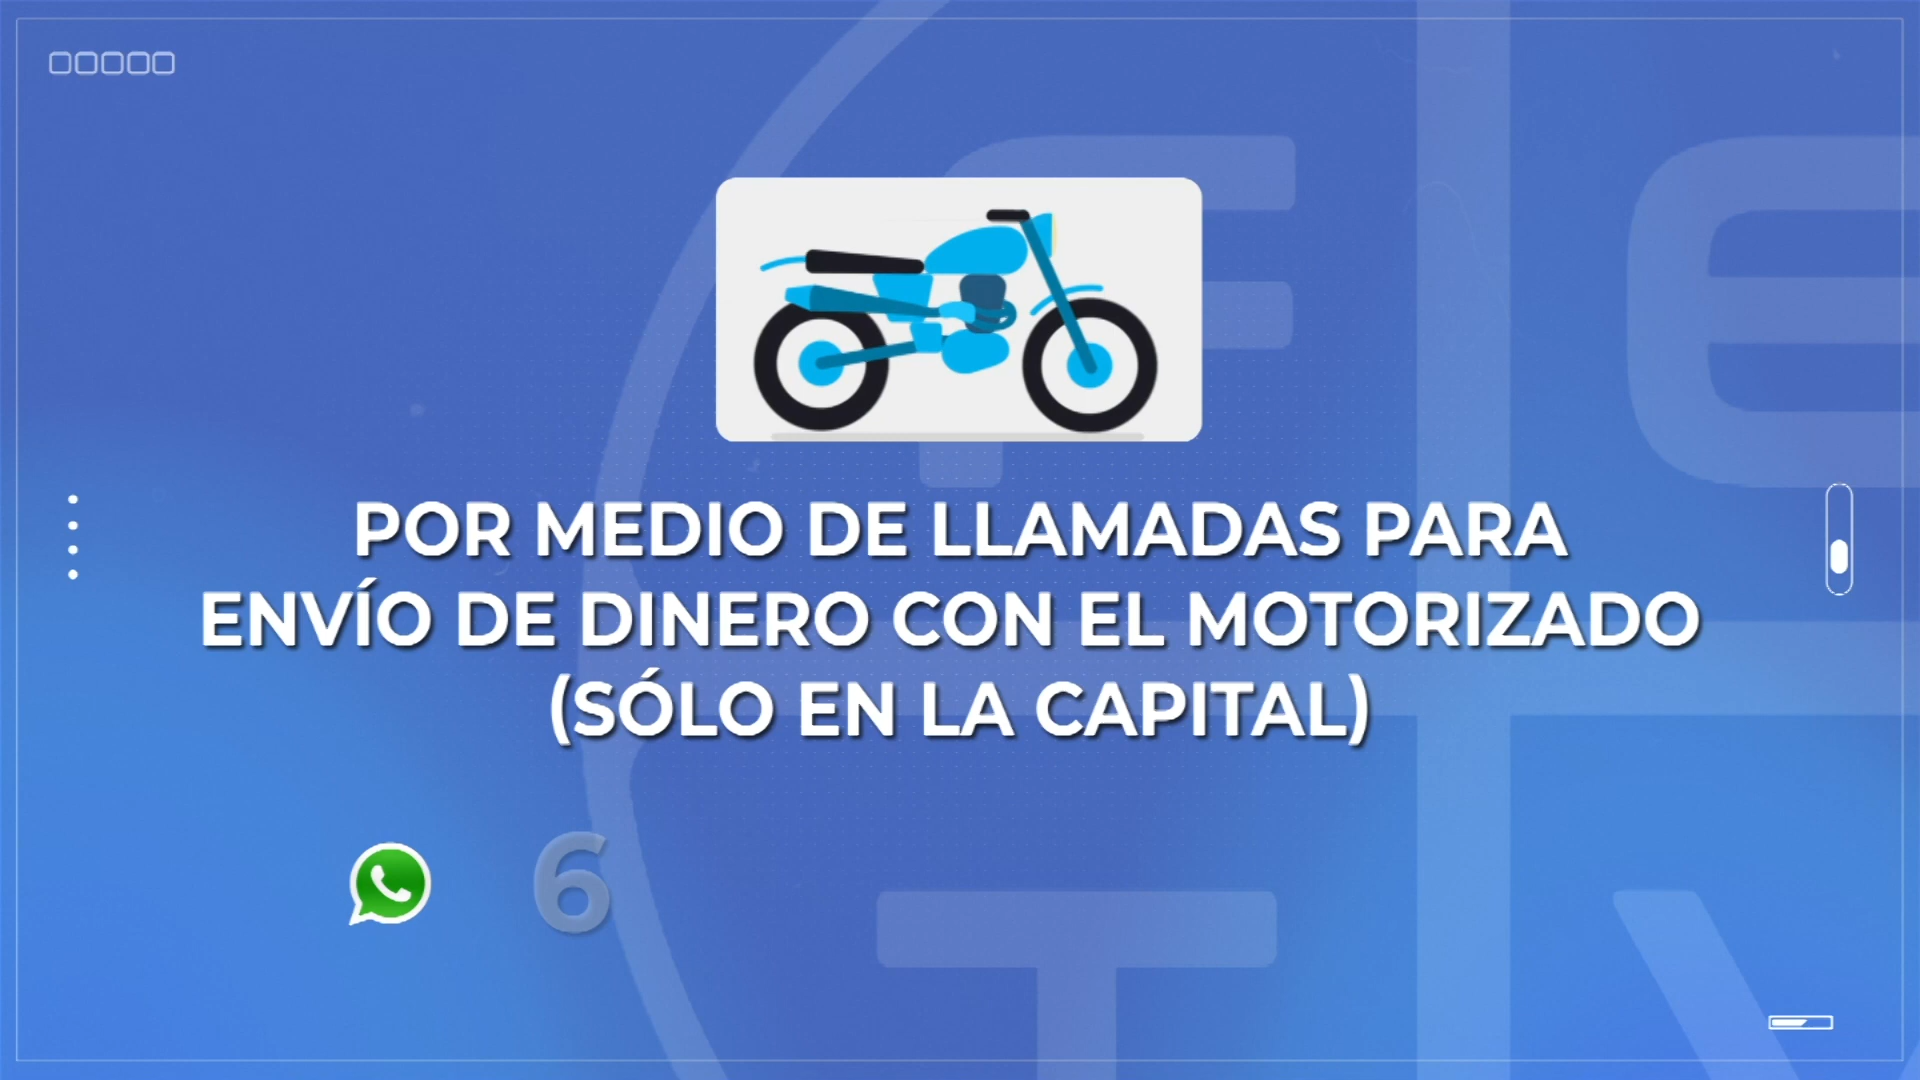 POR MEDIO DE LLAMADAS PARA
ENVÍO DE DINERO CON EL MOTORIZADO
(SÓLO EN LA CAPITAL)
6